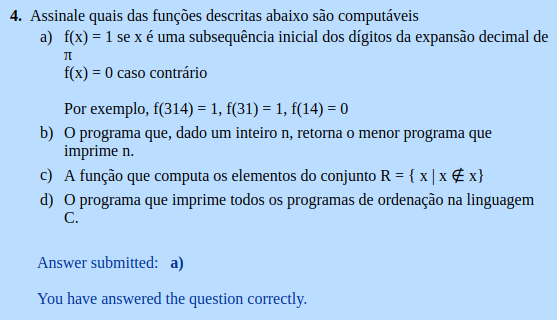 4. Assinale quais das funções descritas abaixo são computáveis
a) f(x) = 1 se x é uma subsequência inicial dos dígitos da expansão decimal de
π
f(x) = 0 caso contrário
Por exemplo, f(314) = 1, f(31) = 1, f(14) = 0
b) O programa que, dado um inteiro n, retorna o menor programa que
imprime n.
c) A função que computa os elementos do conjunto R = { x | x ∉ x}
d) O programa que imprime todos os programas de ordenação na linguagem
C.
Answer submitted: a)
You have answered the question correctly.